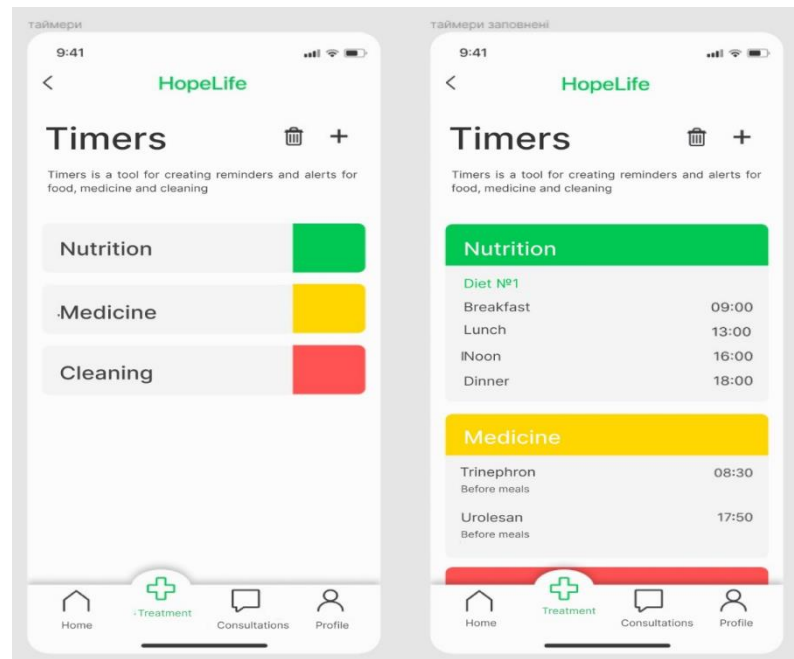 таймери
9:41
HopeLife
Timers
Timers is a tool for creating reminders and alerts for
food, medicine and cleaning
Nutrition
Medicine
Cleaning
Home
Treatment
Consultations
Profile
таймери заповнені
9:41
HopeLife
Timers
Timers is a tool for creating reminders and alerts for
food, medicine and cleaning
Nutrition
Diet №1
Breakfast 09:00
Lunch 13:00
Noon 16:00
Dinner 18:00
Medicine
Trinephron 08:30
Before meals
Urolesan 17:50
Before meals
Home
Treatment
Consultations
Profile